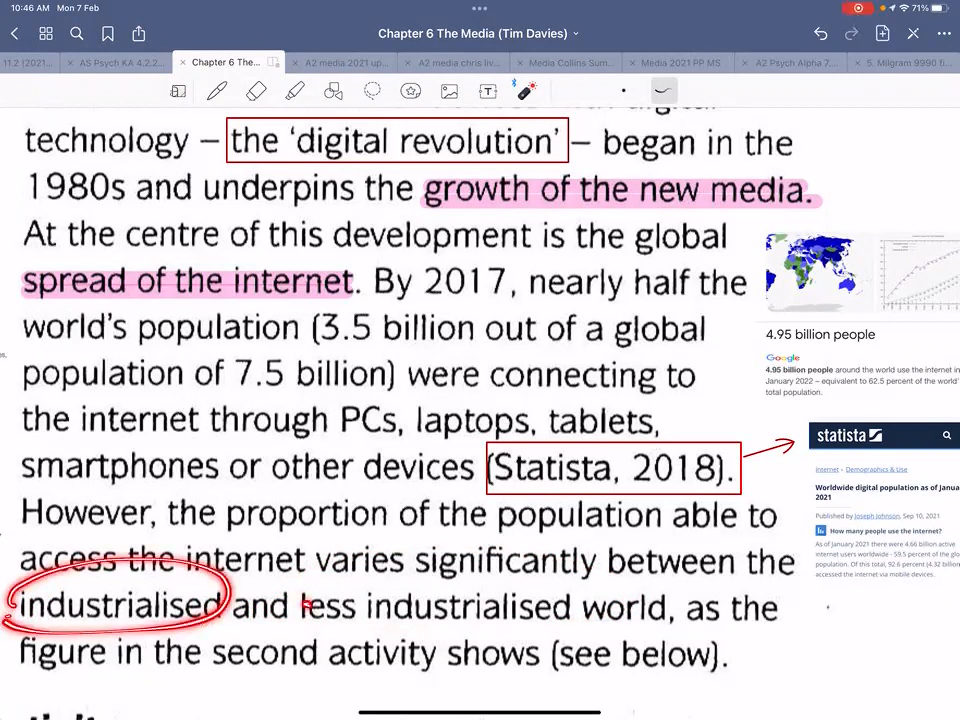 10:46 AM Mon 7 Feb
71%
Chapter 6 The Media (Tim Davies)
11.2 (2021...
AS Psych KA 4.2.2...
Chapter 6 The...
A2 media 2021 up...
A2 media chris liv...
Media Collins Sum...
Media 2021 PP MS
A2 Psych Alpha 7...
5. Milgram 9990 fi...
technology – the ‘digital revolution’ – began in the
1980s and underpins the growth of the new media.
At the centre of this development is the global
spread of the internet. By 2017, nearly half the
world’s population (3.5 billion out of a global
population of 7.5 billion) were connecting to
the internet through PCs, laptops, tablets,
smartphones or other devices (Statista, 2018).
However, the proportion of the population able to
access the internet varies significantly between the
industrialised and less industrialised world, as the
figure in the second activity shows (see below).
4.95 billion people
Google
4.95 billion people around the world use the internet in
January 2022 – equivalent to 62.5 percent of the world'
total population.
statista
Internet › Demographics & Use
Worldwide digital population as of Janua
2021
Published by Joseph Johnson, Sep 10, 2021
How many people use the internet?
As of January 2021 there were 4.66 billion active
internet users worldwide - 59.5 percent of the glo
population. Of this total, 92.6 percent (4.32 billion
accessed the internet via mobile devices.